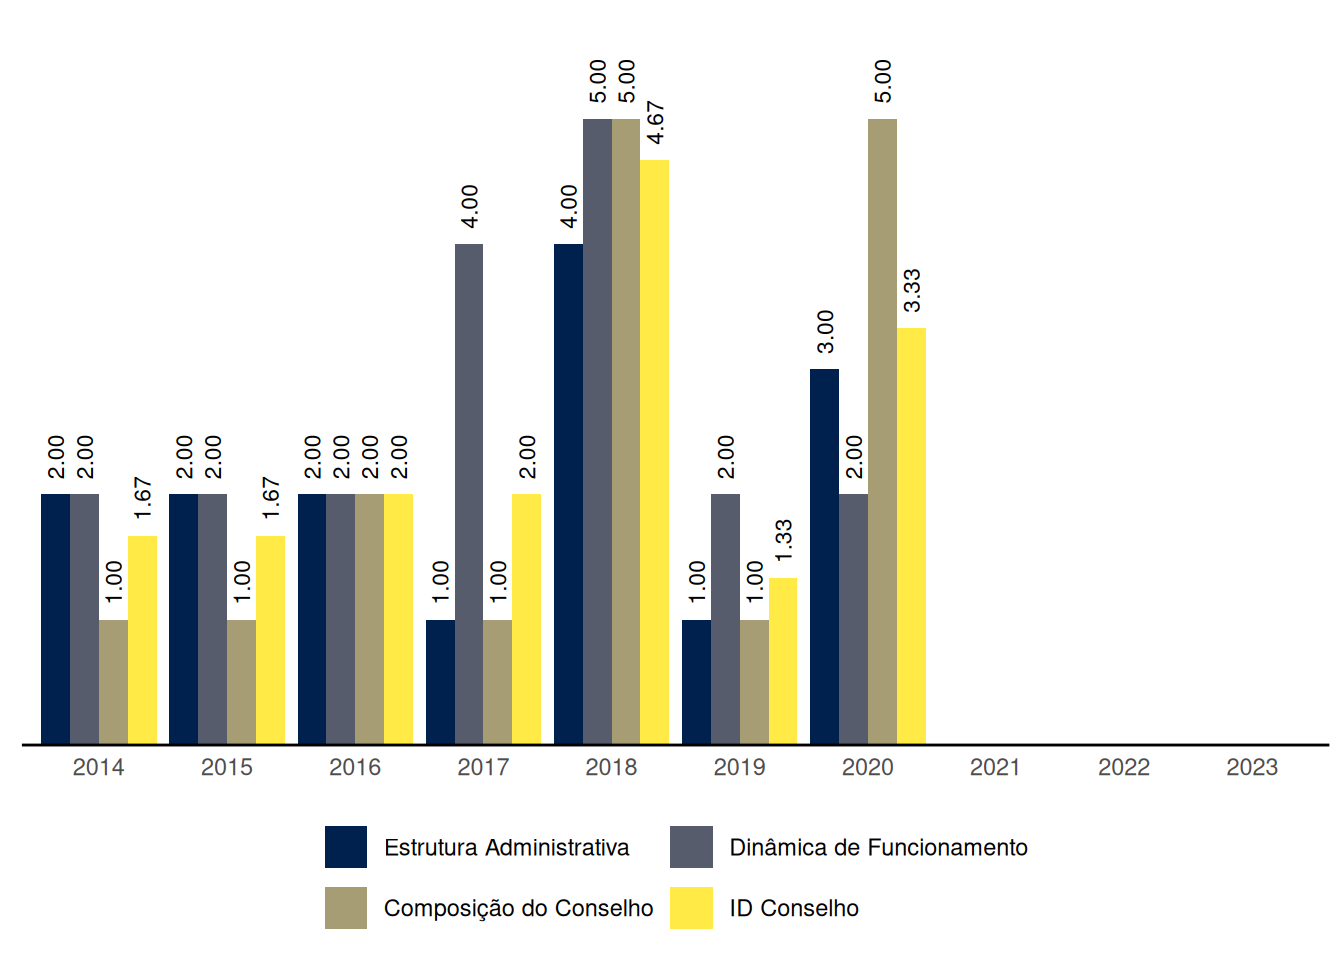 5.00 5.00 5.00
4.67
4.00 4.00
3.33
3.00
2.00 2.00 2.00 2.00 2.00 2.00 2.00 2.00 2.00 2.00 2.00
1.67 1.67
1.33
1.00 1.00 1.00 1.00 1.00 1.00
2014 2015 2016 2017 2018 2019 2020 2021 2022 2023
Estrutura Administrativa Dinâmica de Funcionamento
Composição do Conselho ID Conselho